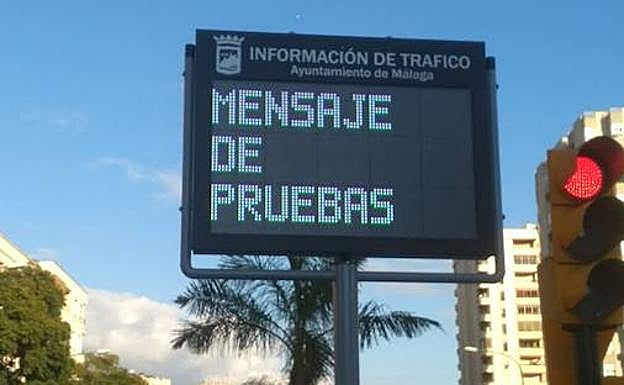 INFORMACIÓN DE TRAFICO
Ayuntamiento de Málaga
MENSAJE
DE
PRUEBAS